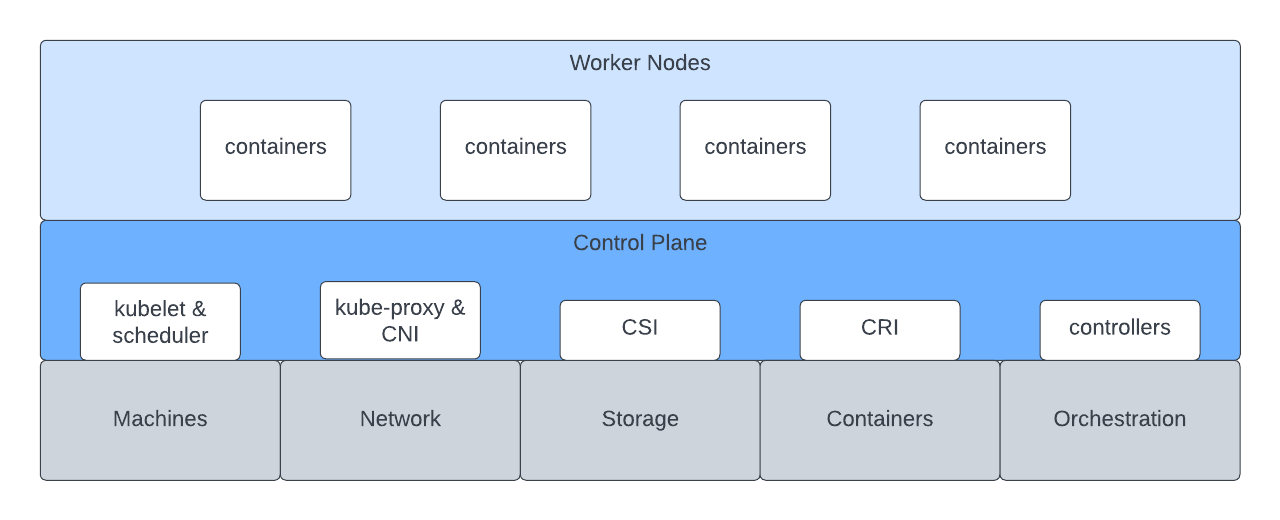 Worker Nodes
containers
containers
containers
containers
Control Plane
kubelet &
scheduler
kube-proxy &
CNI
CSI
CRI
controllers
Machines
Network
Storage
Containers
Orchestration